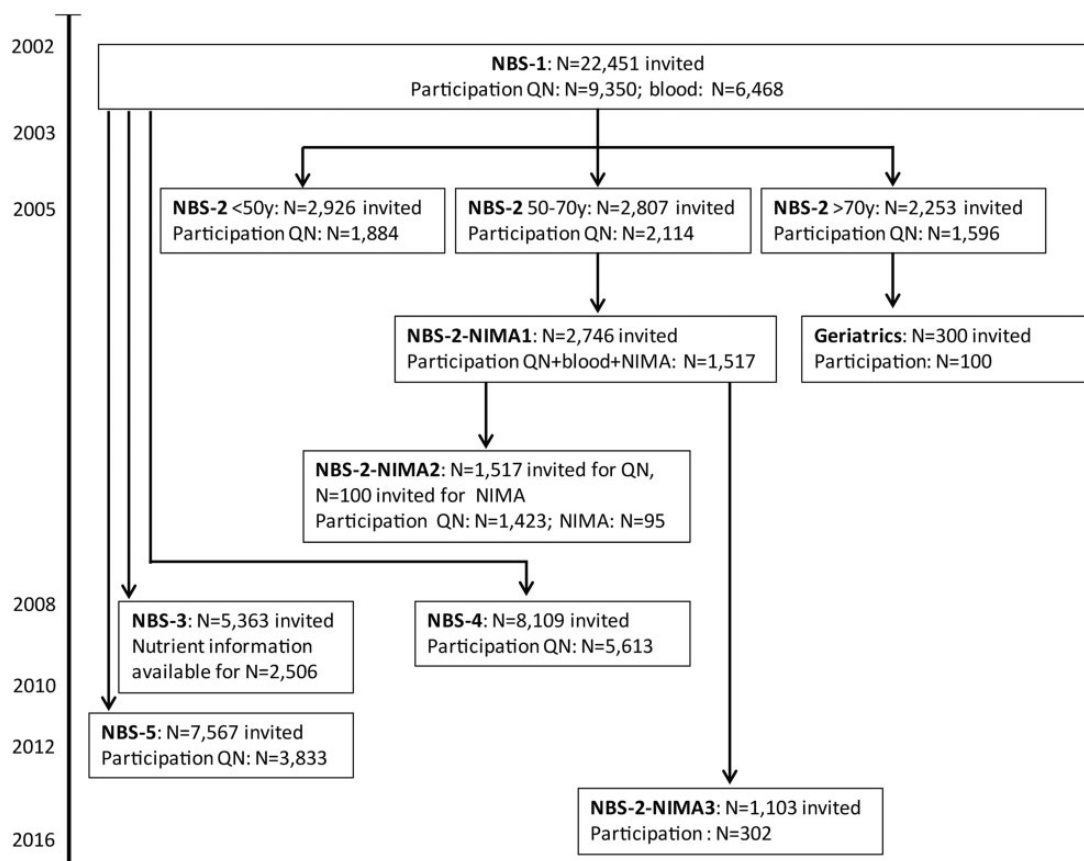 2002
NBS-1: N=22,451 invited
Participation QN: N=9,350; blood: N=6,468
2003
2005
NBS-2 <50y: N=2,926 invited
Participation QN: N=1,884
NBS-2 50-70y: N=2,807 invited
Participation QN: N=2,114
NBS-2 >70y: N=2,253 invited
Participation QN: N=1,596
NBS-2-NIMA1: N=2,746 invited
Participation QN+blood+NIMA: N=1,517
Geriatrics: N=300 invited
Participation: N=100
NBS-2-NIMA2: N=1,517 invited for QN,
N=100 invited for NIMA
Participation QN: N=1,423; NIMA: N=95
2008
NBS-3: N=5,363 invited
Nutrient information
available for N=2,506
NBS-4: N=8,109 invited
Participation QN: N=5,613
2010
NBS-5: N=7,567 invited
Participation QN: N=3,833
2012
NBS-2-NIMA3: N=1,103 invited
Participation : N=302
2016